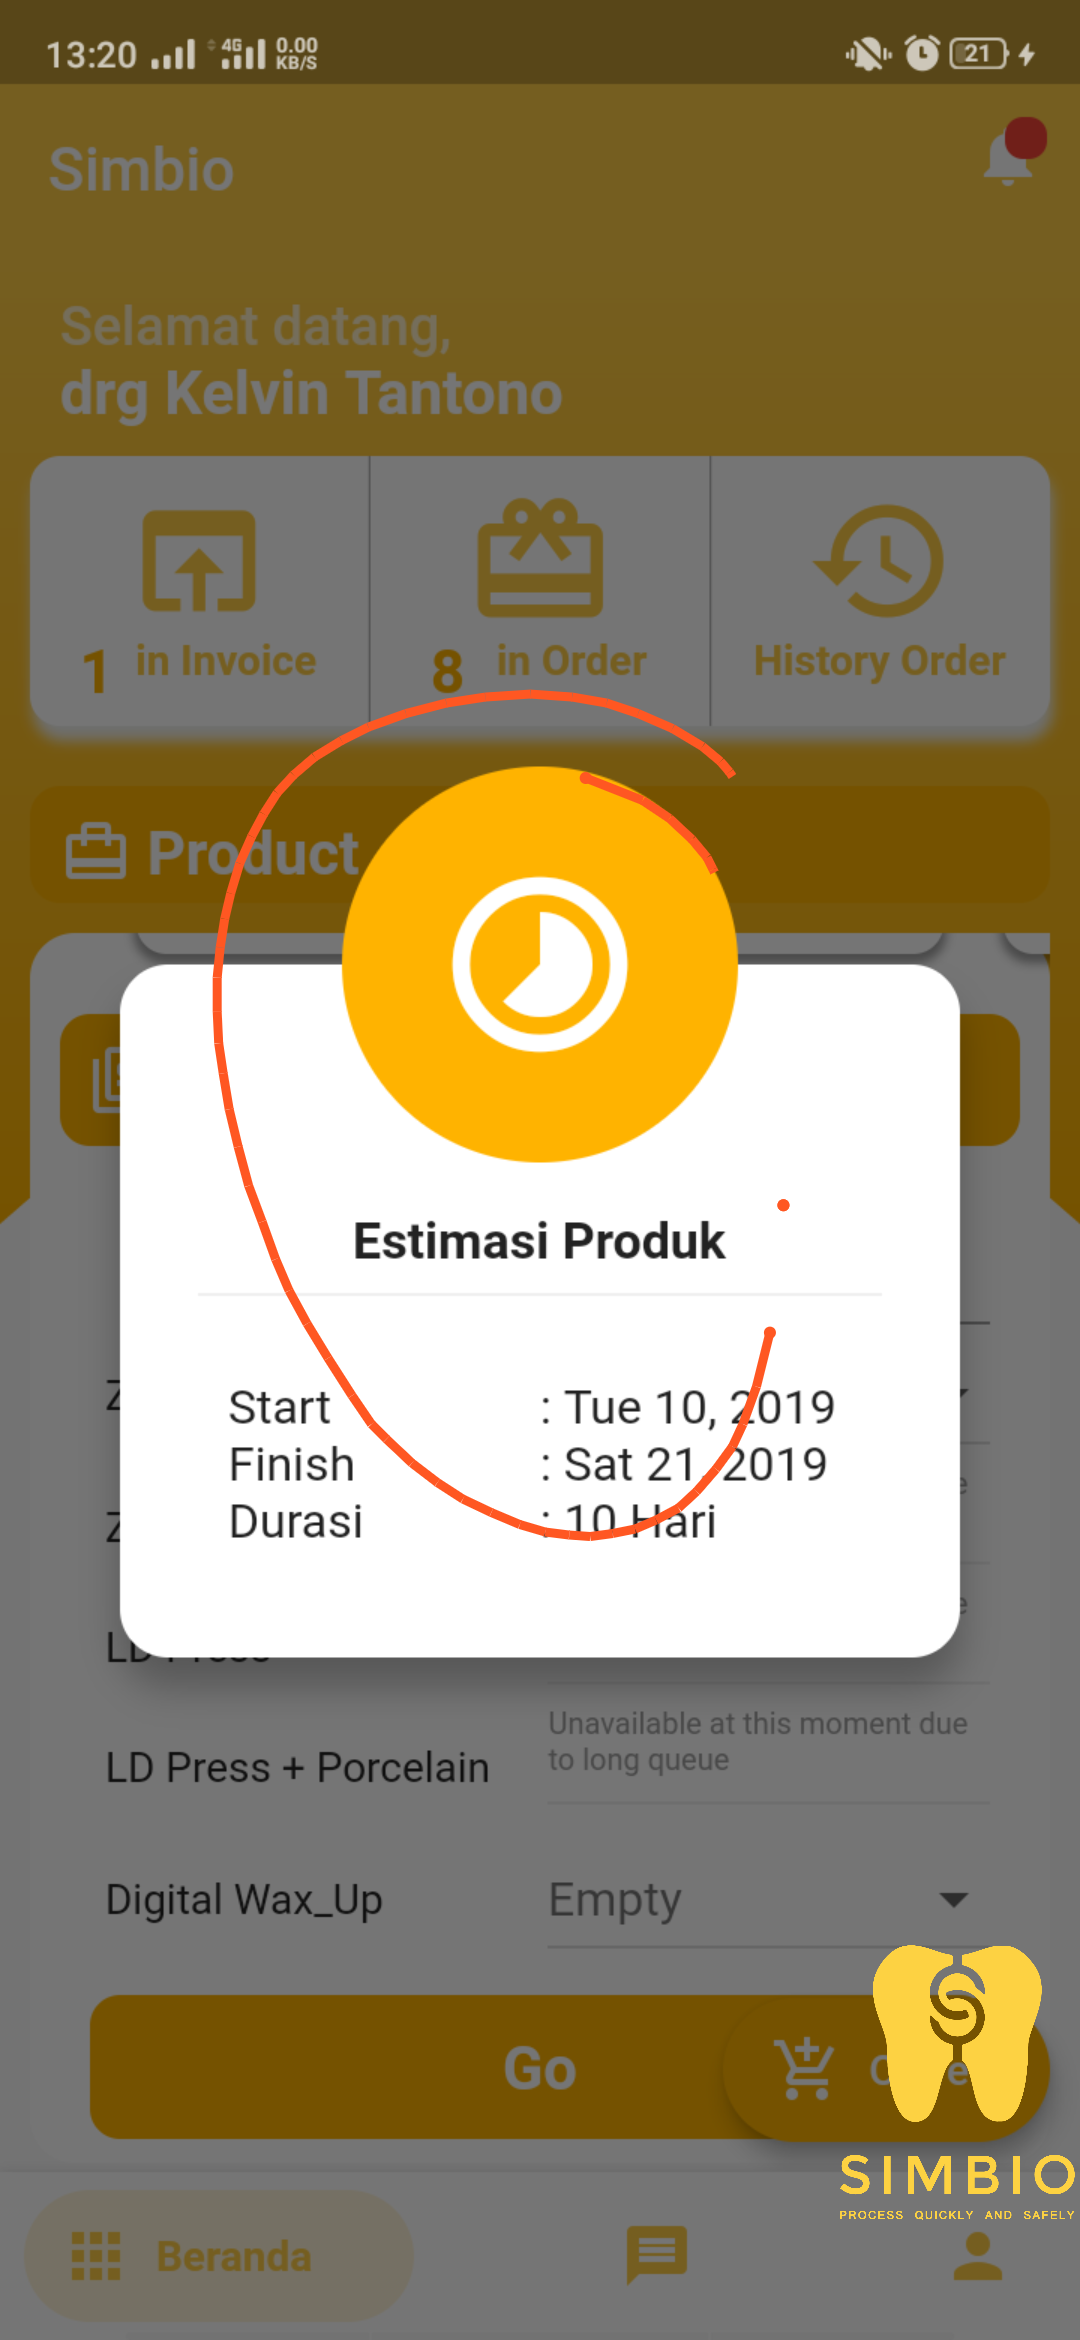 13:20 4G 0.00 KB/S 21
Simbio
Selamat datang,
drg Kelvin Tantono
1 in Invoice
8 in Order
History Order
Product
Estimasi Produk
Start : Tue 10, 2019
Finish : Sat 21, 2019
Durasi : 10 Hari
LD Press
Unavailable at this moment due
to long queue
LD Press + Porcelain
Digital Wax_Up
Empty
Go
SIMBIO
PROCESS QUICKLY AND SAFELY
Beranda